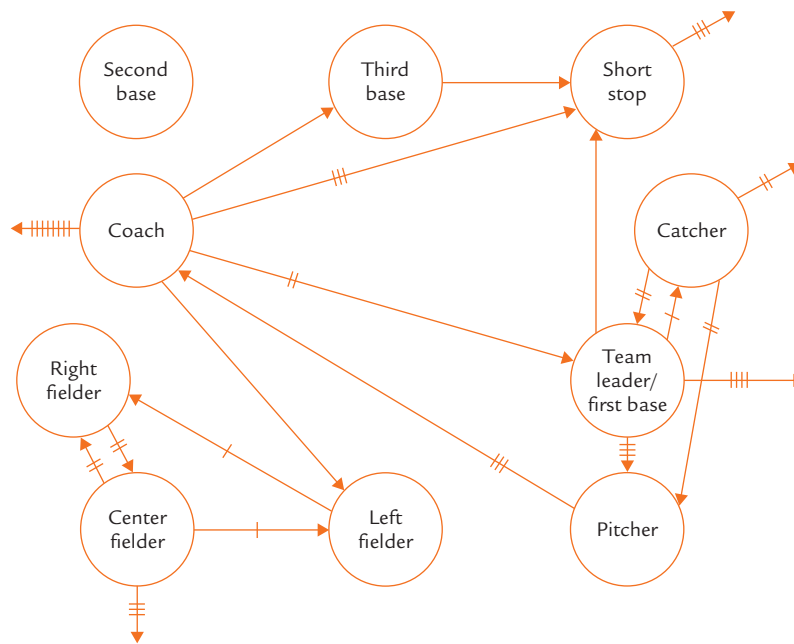 Second
base
Third
base
Short
stop
Coach
Catcher
Right
fielder
Team
leader/
first base
Center
fielder
Left
fielder
Pitcher